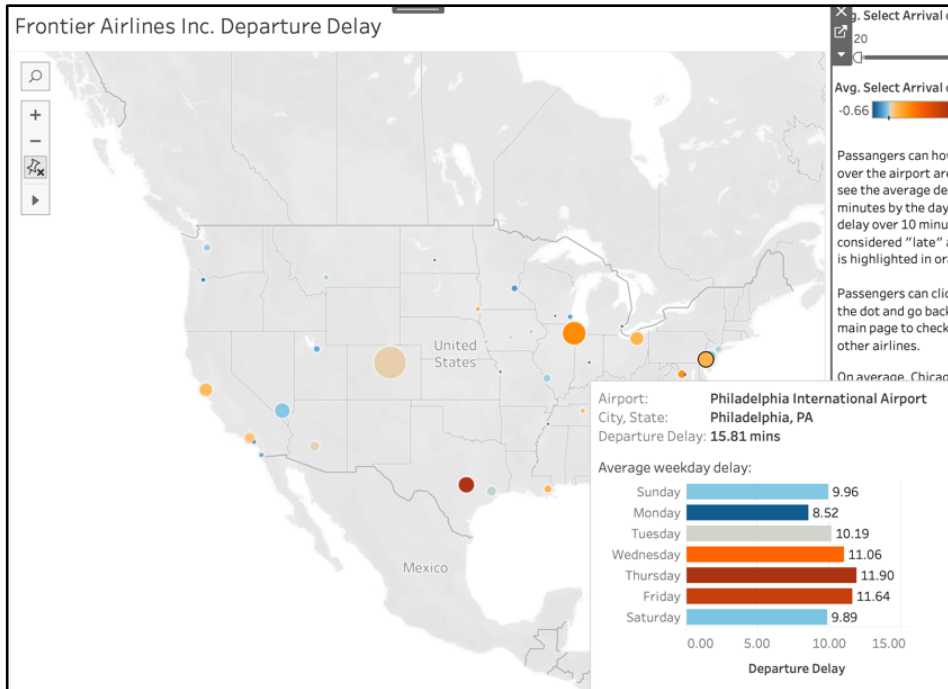 Frontier Airlines Inc. Departure Delay
g. Select Arrival o
20
Avg. Select Arrival o
-0.66
Passangers can hov
over the airport are
see the average de
minutes by the day
delay over 10 minu
considered "late" a
is highlighted in ora
Passengers can clic
the dot and go back
main page to check
other airlines.
On average, Chicag
United
States
Mexico
Airport: Philadelphia International Airport
City, State: Philadelphia, PA
Departure Delay: 15.81 mins
Average weekday delay:
Sunday 9.96
Monday 8.52
Tuesday 10.19
Wednesday 11.06
Thursday 11.90
Friday 11.64
Saturday 9.89
0.00 5.00 10.00 15.00
Departure Delay